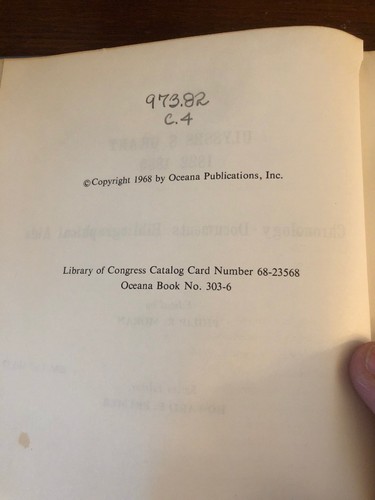 973.82
C.4
©Copyright 1968 by Oceana Publications, Inc.
Library of Congress Catalog Card Number 68-23568
Oceana Book No. 303-6